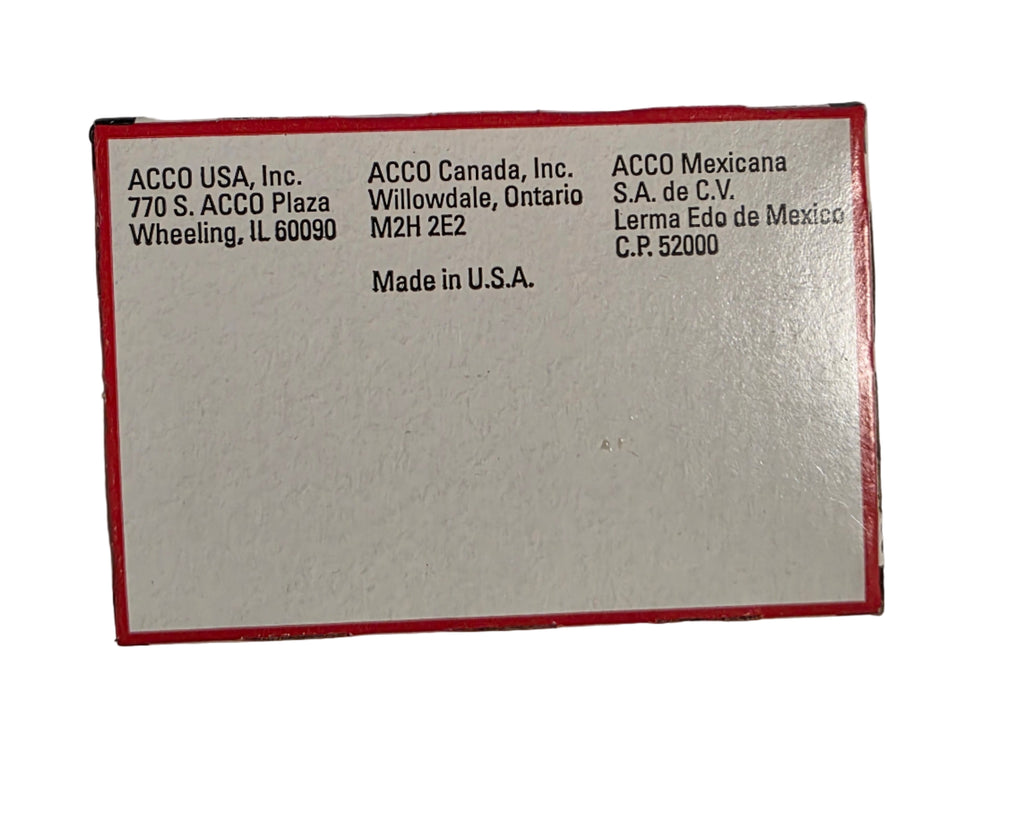 ACCO USA, Inc.
770 S. ACCO Plaza
Wheeling, IL 60090
ACCO Canada, Inc.
Willowdale, Ontario
M2H 2E2
Made in U.S.A.
ACCO Mexicana
S.A. de C.V.
Lerma Edo de Mexico
C.P. 52000